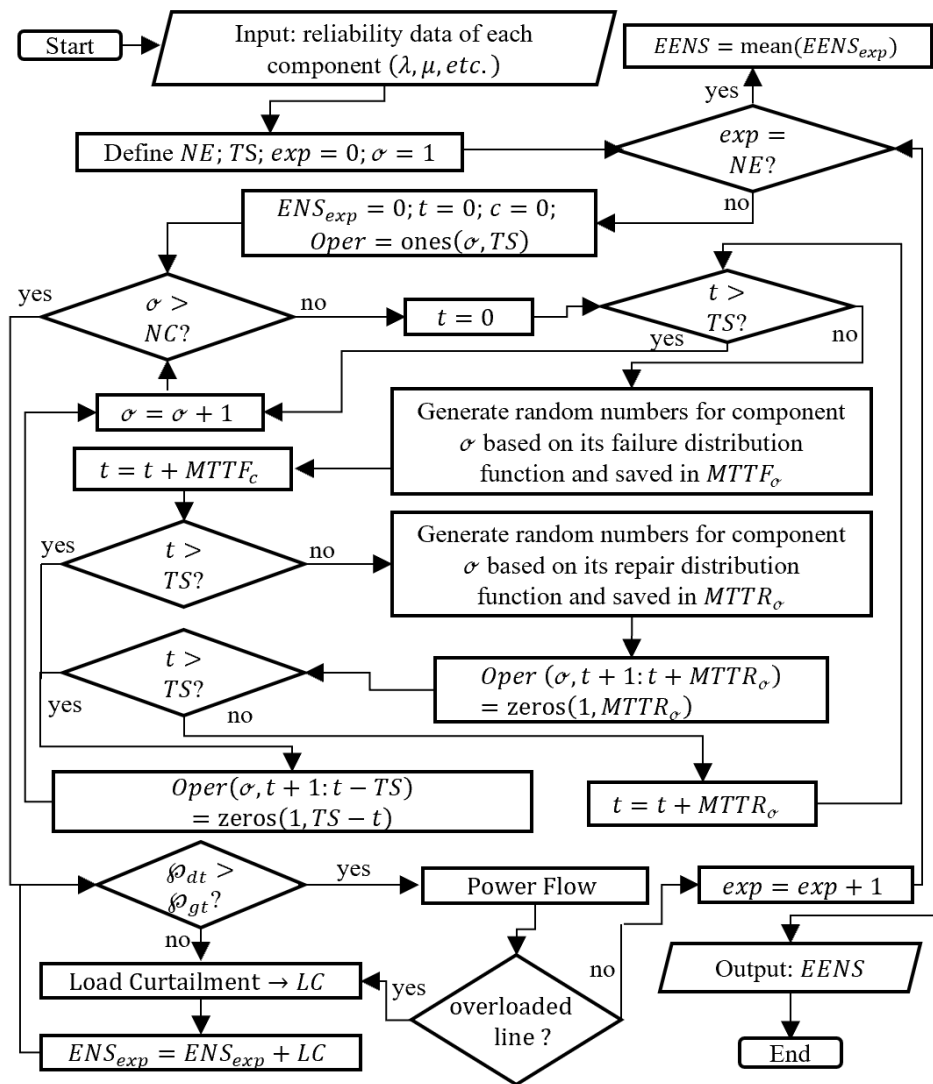 Start
Input: reliability data of each
component (λ, μ, etc.)
EENS = mean(EENS_exp)
yes
Define NE; TS; exp = 0; ℴ = 1
exp =
NE?
no
ENS_exp = 0; t = 0; c = 0;
Oper = ones(ℴ, TS)
yes
ℴ >
NC?
no
t = 0
t >
TS?
yes
no
ℴ = ℴ + 1
Generate random numbers for component
ℴ based on its failure distribution
function and saved in MTTF_ℴ
t = t + MTTF_c
yes
t >
TS?
no
Generate random numbers for component
ℴ based on its repair distribution
function and saved in MTTR_ℴ
t >
TS?
yes
no
Oper (ℴ, t + 1: t + MTTR_ℴ)
= zeros(1, MTTR_ℴ)
Oper(ℴ, t + 1: t − TS)
= zeros(1, TS − t)
t = t + MTTR_ℴ
℘_dt >
℘_gt?
yes
no
Power Flow
exp = exp + 1
Load Curtailment → LC
yes
overloaded
line ?
no
Output: EENS
ENS_exp = ENS_exp + LC
End